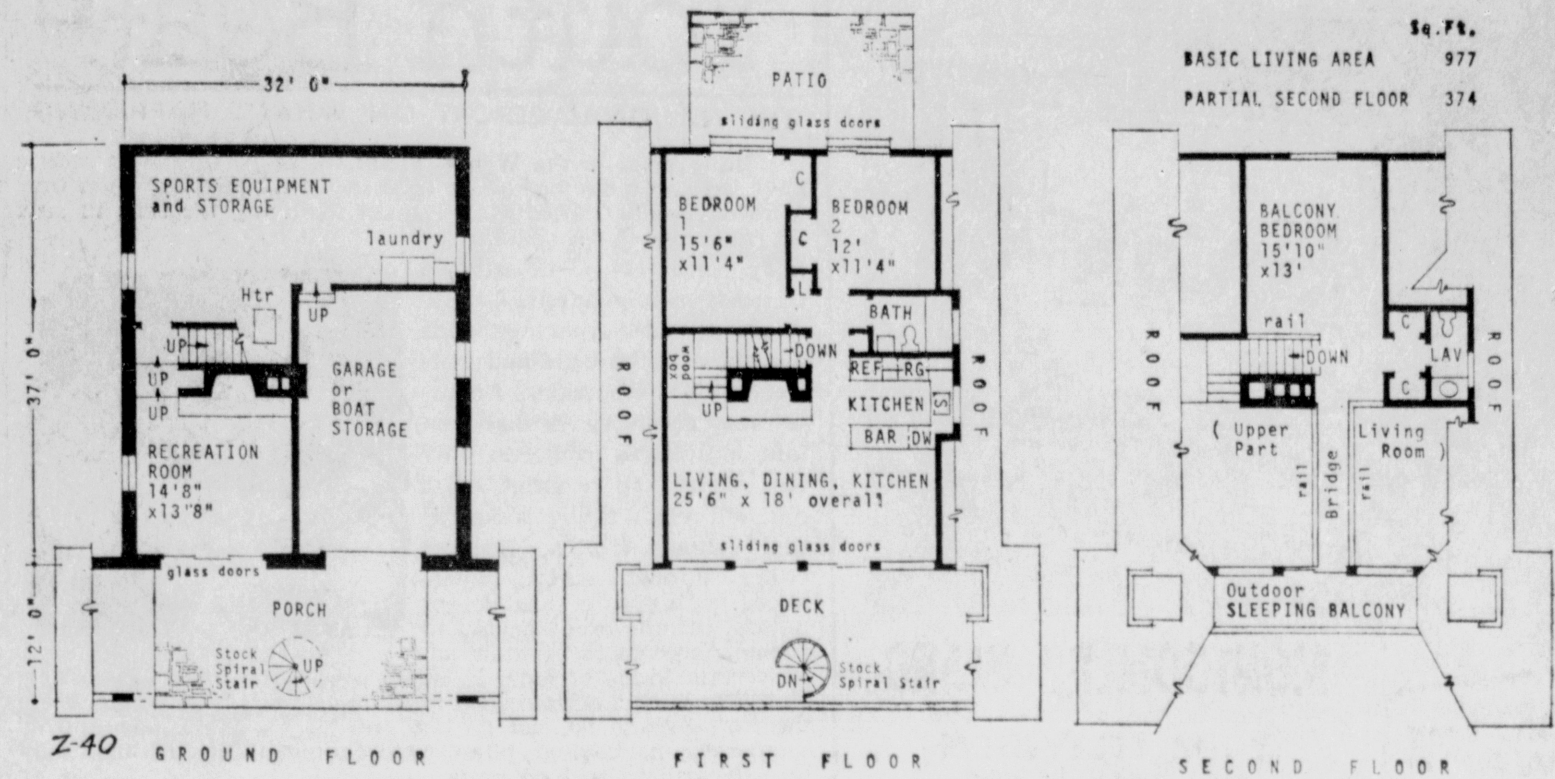 Sq.Ft.
BASIC LIVING AREA 977
PARTIAL SECOND FLOOR 374
32' 0"
37' 0"
12' 0"
SPORTS EQUIPMENT
and STORAGE
laundry
Htr
UP
UP
UP
UP
GARAGE
or
BOAT
STORAGE
RECREATION
ROOM
14'8"
x13"8"
glass doors
PORCH
Stock
Spiral
Stair
UP
Z-40
GROUND FLOOR
PATIO
sliding glass doors
BEDROOM
1
15'6"
x11'4"
C
C
L
BEDROOM
2
12'
x11'4"
BATH
wood
box
DOWN
UP
REF RG
KITCHEN
S
BAR DW
LIVING, DINING, KITCHEN
25'6" x 18' overall
sliding glass doors
ROOF
ROOF
DECK
DN
Stock
Spiral Stair
FIRST FLOOR
BALCONY
BEDROOM
15'10"
x13'
rail
DOWN
C
LAV
C
ROOF
ROOF
( Upper
Part
Living
Room )
rail
Bridge
rail
Outdoor
SLEEPING BALCONY
SECOND FLOOR